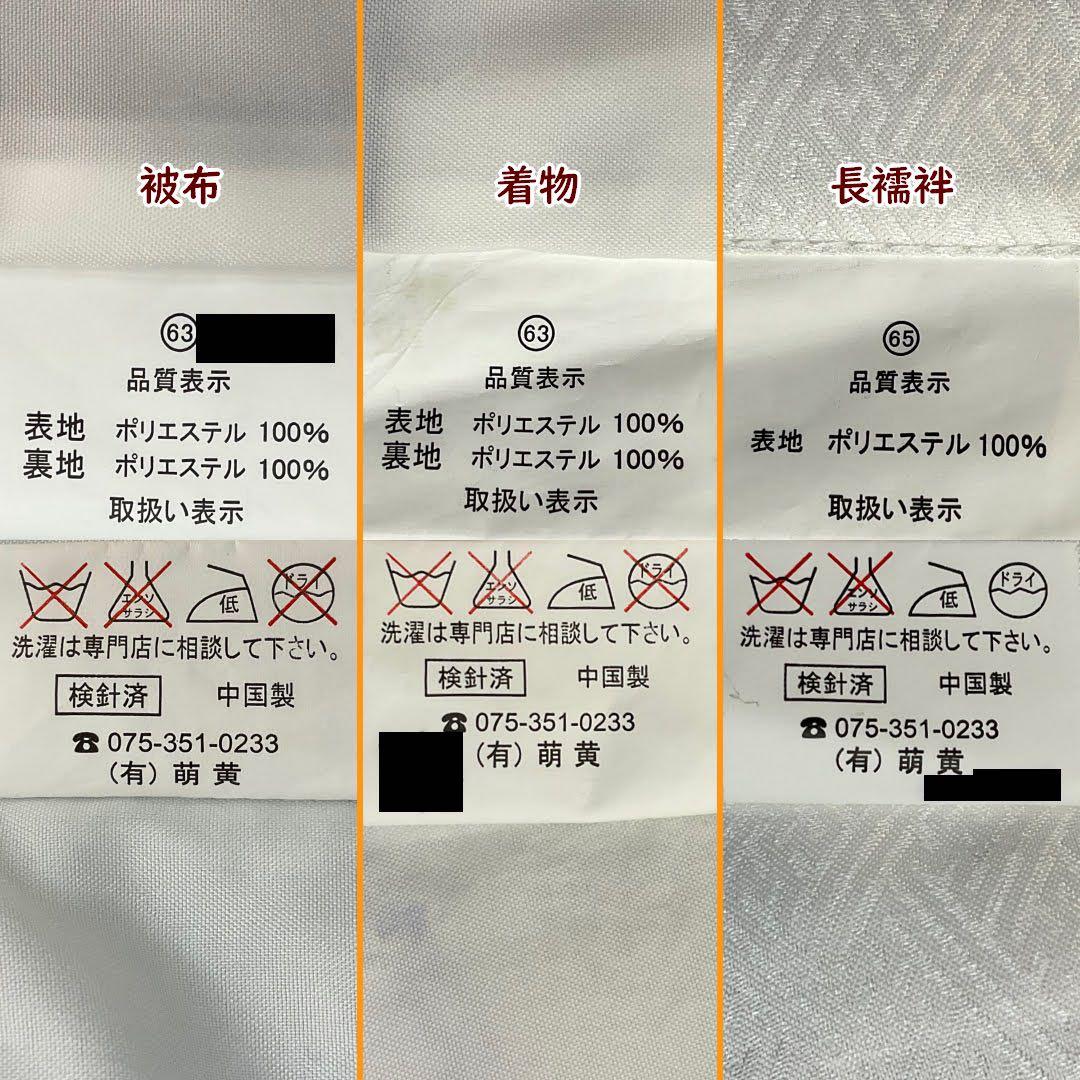 被布
63
品質表示
表地 ポリエステル 100%
裏地 ポリエステル 100%
取扱い表示
エンソ
サラシ
低
ドライ
洗濯は専門店に相談して下さい。
検針済 中国製
☎ 075-351-0233
(有) 萌 黄
着物
63
品質表示
表地 ポリエステル 100%
裏地 ポリエステル 100%
取扱い表示
エンソ
サラシ
低
ドライ
洗濯は専門店に相談して下さい。
検針済 中国製
☎ 075-351-0233
(有) 萌 黄
長襦袢
65
品質表示
表地 ポリエステル 100%
取扱い表示
エンソ
サラシ
低
ドライ
洗濯は専門店に相談して下さい。
検針済 中国製
☎ 075-351-0233
(有) 萌 黄